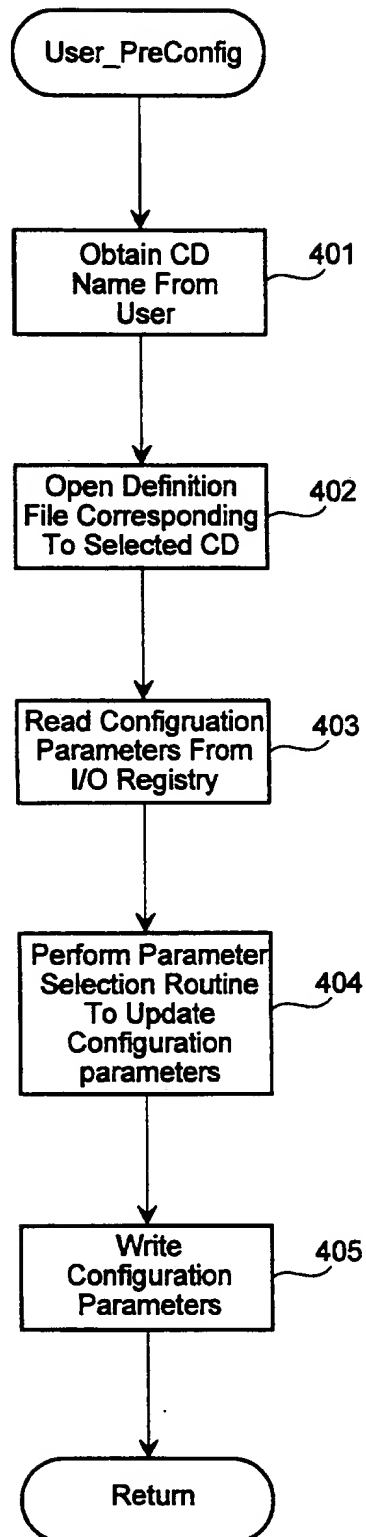 User_PreConfig
Obtain CD
Name From
User
401
Open Definition
File Corresponding
To Selected CD
402
Read Configruation
Parameters From
I/O Registry
403
Perform Parameter
Selection Routine
To Update
Configuration
parameters
404
Write
Configuration
Parameters
405
Return